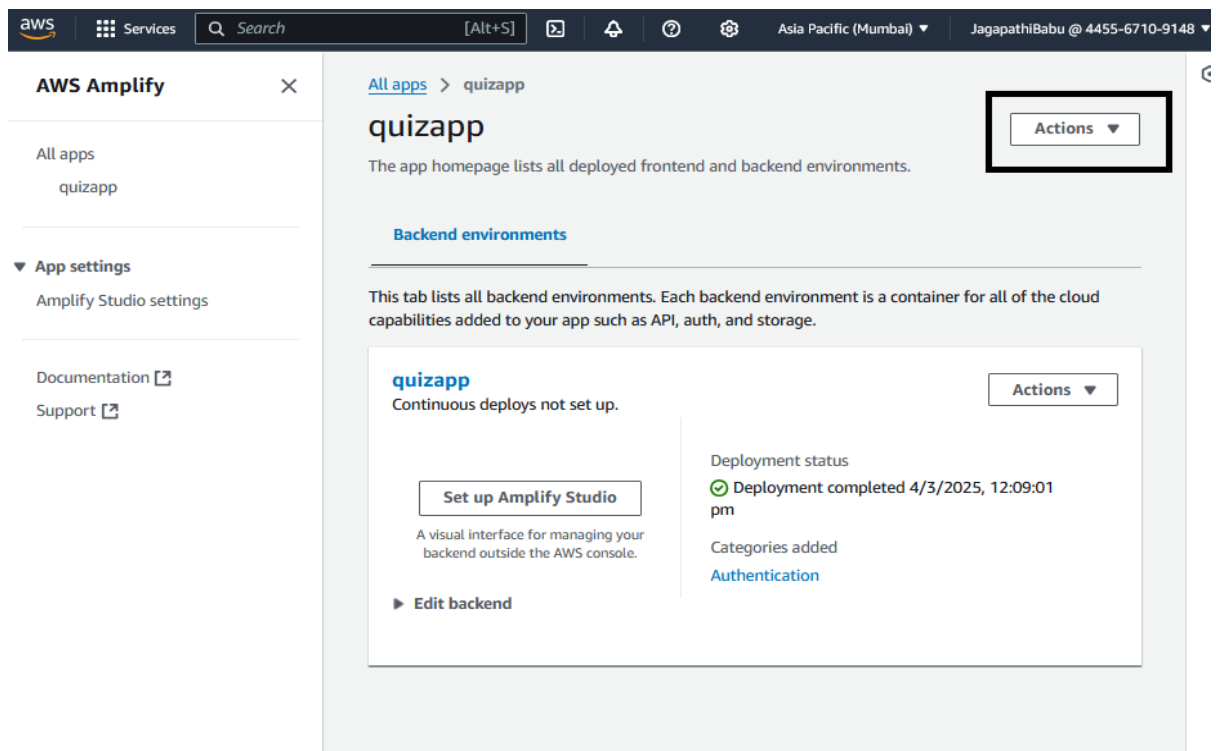 aws
Services
Search
[Alt+S]
Asia Pacific (Mumbai)
JagapathiBabu @ 4455-6710-9148
AWS Amplify
All apps
quizapp
App settings
Amplify Studio settings
Documentation
Support
All apps > quizapp
quizapp
Actions
The app homepage lists all deployed frontend and backend environments.
Backend environments
This tab lists all backend environments. Each backend environment is a container for all of the cloud
capabilities added to your app such as API, auth, and storage.
quizapp
Actions
Continuous deploys not set up.
Set up Amplify Studio
A visual interface for managing your
backend outside the AWS console.
Edit backend
Deployment status
Deployment completed 4/3/2025, 12:09:01
pm
Categories added
Authentication